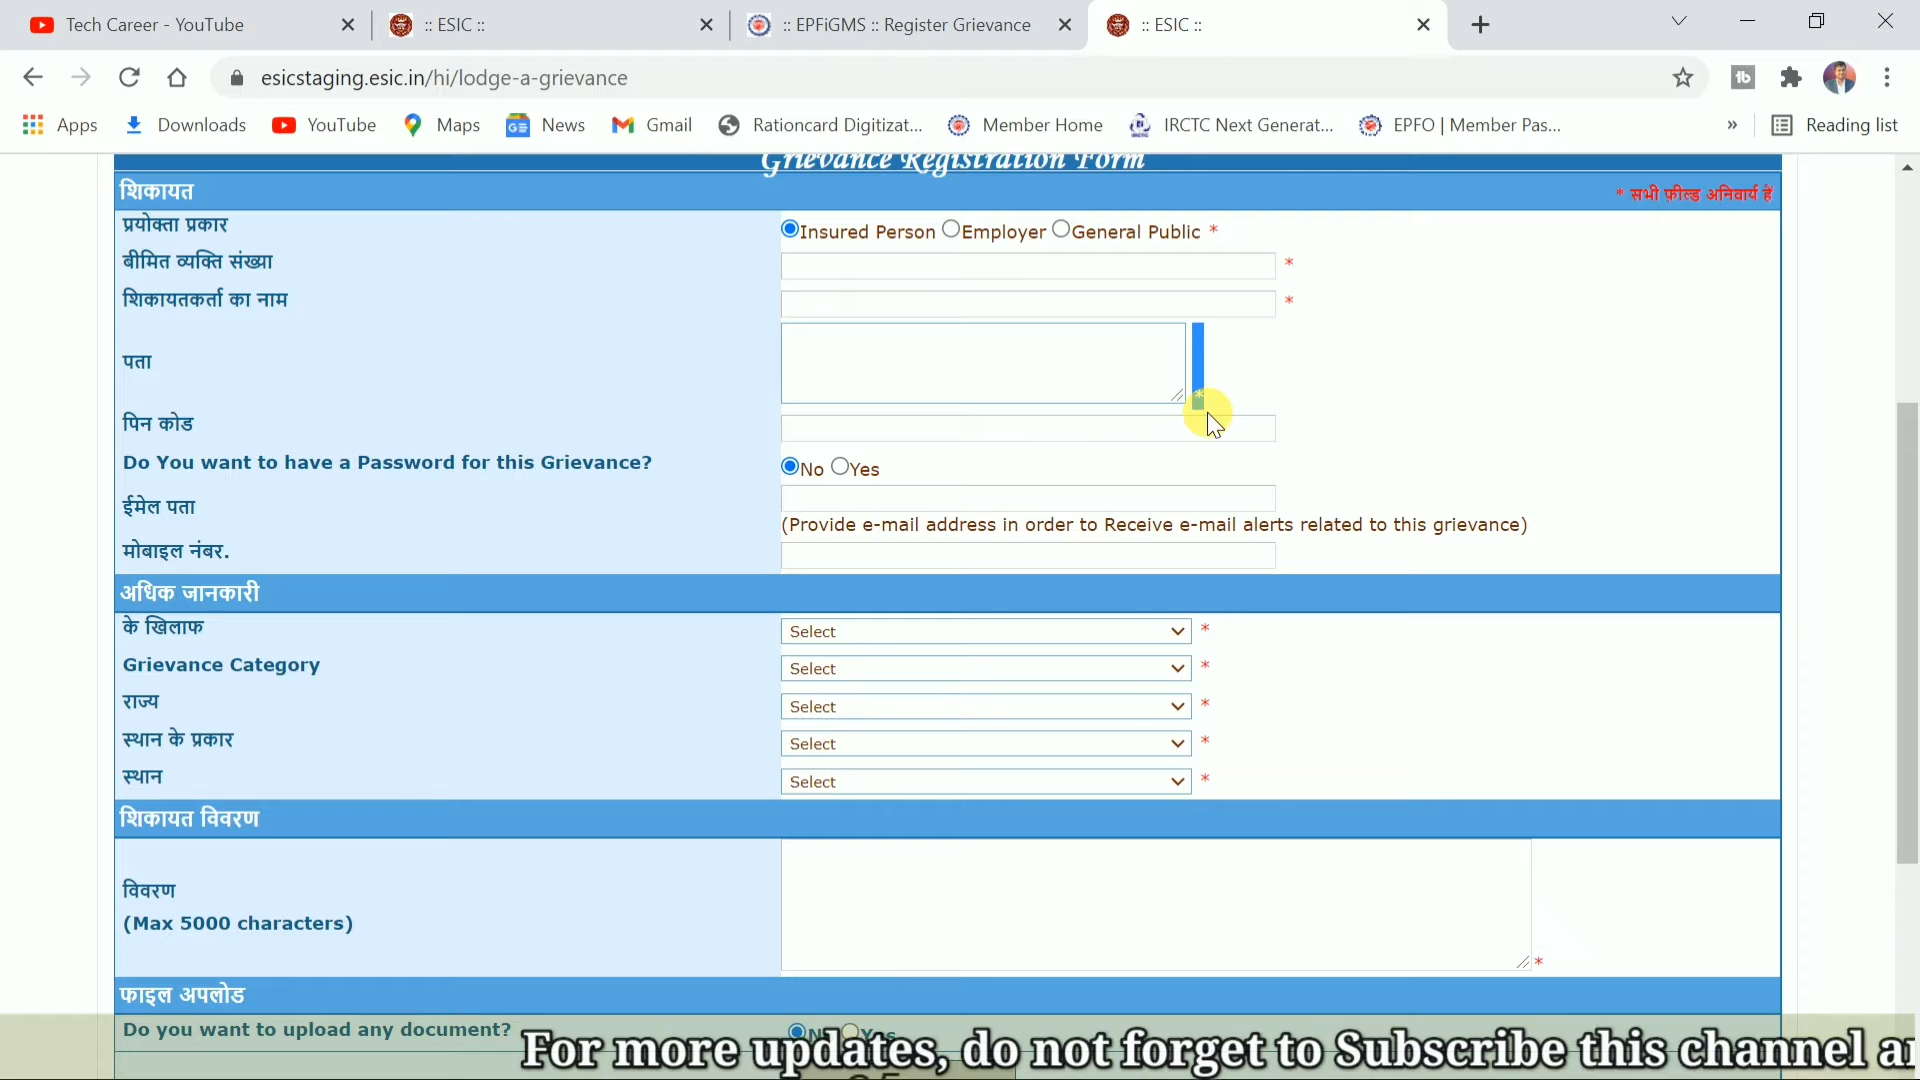 Tech Career - YouTube
:: ESIC ::
:: EPFiGMS :: Register Grievance
:: ESIC ::
esicstaging.esic.in/hi/lodge-a-grievance
Apps
Downloads
YouTube
Maps
News
Gmail
Rationcard Digitizat...
Member Home
IRCTC Next Generat...
EPFO | Member Pas...
»
Reading list
Grievance Registration Form
शिकायत
* सभी फ़ील्ड अनिवार्य हैं
प्रयोक्ता प्रकार
Insured Person Employer General Public *
बीमित व्यक्ति संख्या
*
शिकायतकर्ता का नाम
*
पता
*
पिन कोड
Do You want to have a Password for this Grievance?
No Yes
ईमेल पता
(Provide e-mail address in order to Receive e-mail alerts related to this grievance)
मोबाइल नंबर.
अधिक जानकारी
के खिलाफ
Select *
Grievance Category
Select *
राज्य
Select *
स्थान के प्रकार
Select *
स्थान
Select *
शिकायत विवरण
विवरण
(Max 5000 characters)
*
फाइल अपलोड
Do you want to upload any document?
For more updates, do not forget to Subscribe this channel